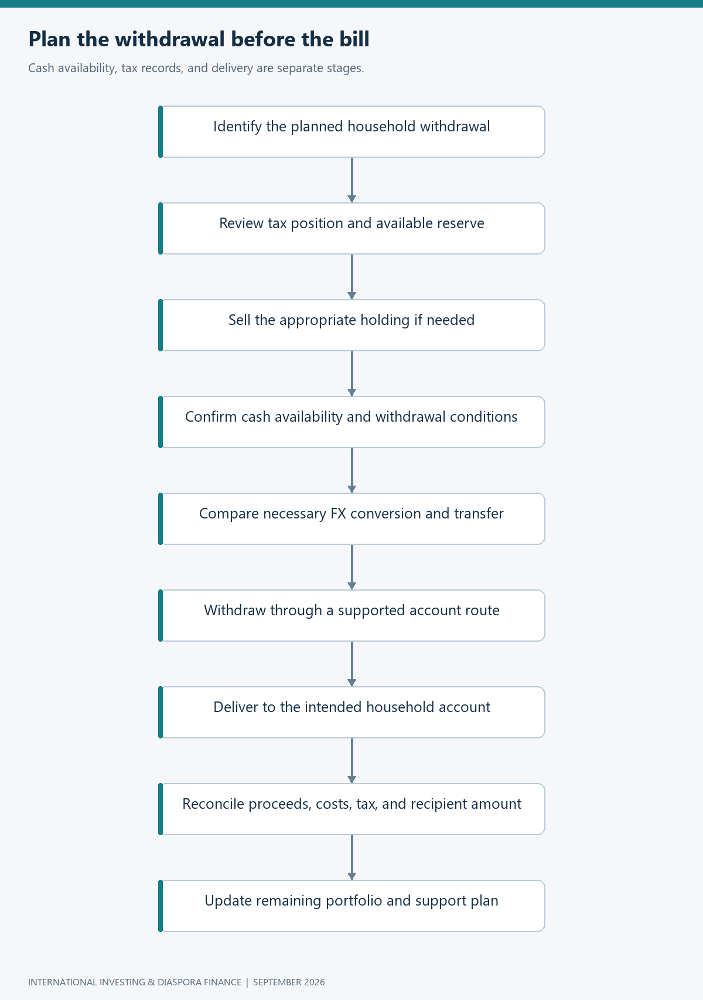 Plan the withdrawal before the bill
Cash availability, tax records, and delivery are separate stages.
Identify the planned household withdrawal
Review tax position and available reserve
Sell the appropriate holding if needed
Confirm cash availability and withdrawal conditions
Compare necessary FX conversion and transfer
Withdraw through a supported account route
Deliver to the intended household account
Reconcile proceeds, costs, tax, and recipient amount
Update remaining portfolio and support plan
INTERNATIONAL INVESTING & DIASPORA FINANCE | SEPTEMBER 2026